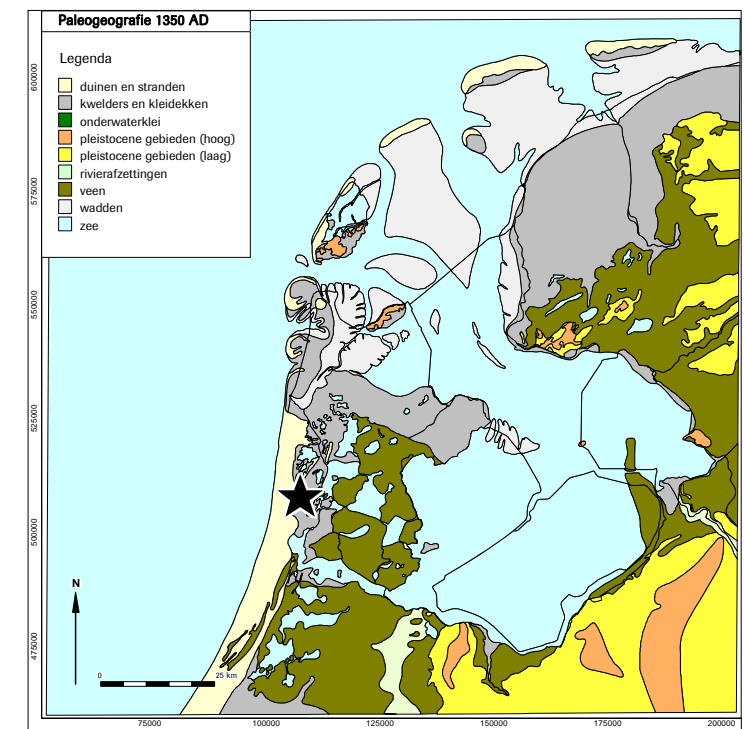 Paleogeografie 1350 AD
Legenda
duinen en stranden
kwelders en kleidekken
onderwaterklei
pleistocene gebieden (hoog)
pleistocene gebieden (laag)
rivierafzettingen
veen
wadden
zee
600000
575000
550000
525000
500000
475000
N
0 25 km
75000 100000 125000 150000 175000 200000